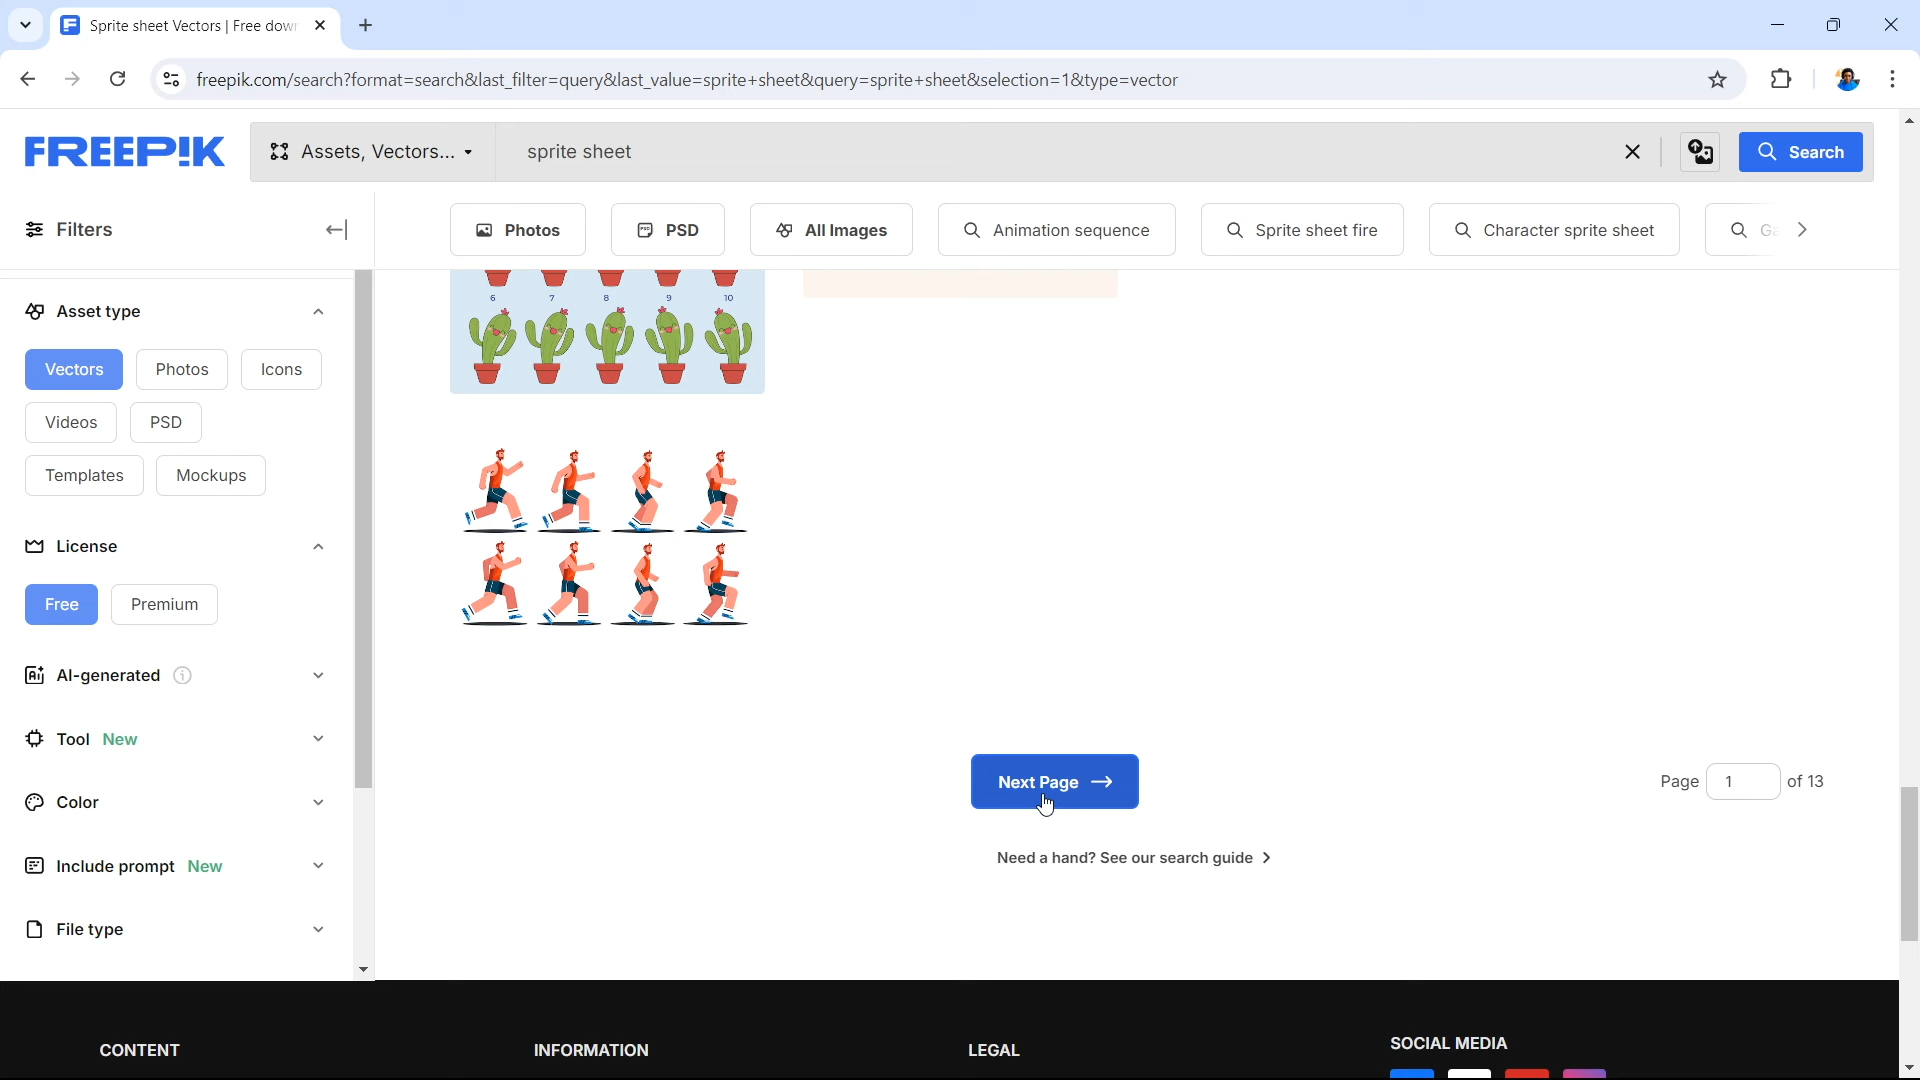 Sprite sheet Vectors | Free dow
freepik.com/search?format=search&last_filter=query&last_value=sprite+sheet&query=sprite+sheet&selection=1&type=vector
FREEP!K
Assets, Vectors...
sprite sheet
Search
Filters
Photos
PSD
All Images
Animation sequence
Sprite sheet fire
Character sprite sheet
Asset type
Vectors
Photos
Icons
Videos
PSD
Templates
Mockups
License
Free
Premium
AI-generated
Tool New
Color
Include prompt New
File type
6 7 8 9 10
Next Page
Page 1 of 13
Need a hand? See our search guide
CONTENT
INFORMATION
LEGAL
SOCIAL MEDIA